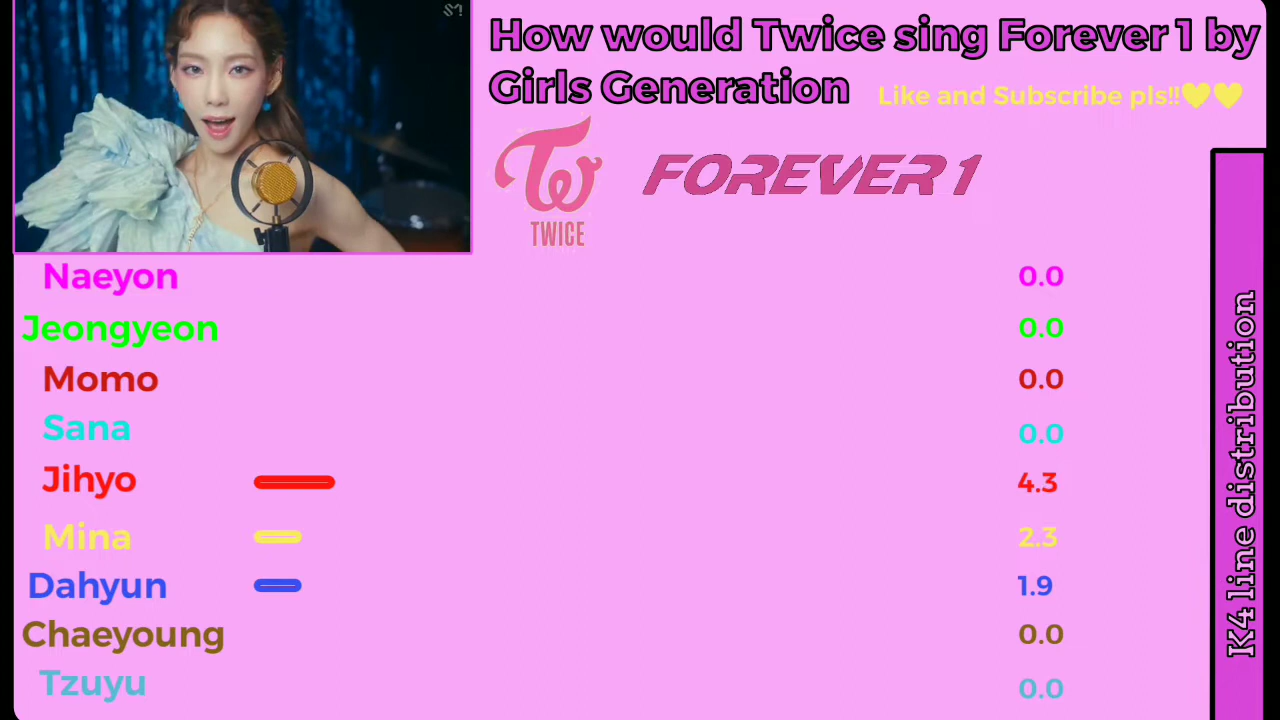 SM
How would Twice sing Forever 1 by
Girls Generation
Like and Subscribe pls!!💛💛
TW
TWICE
FOREVER 1
Naeyon 0.0
Jeongyeon 0.0
Momo 0.0
Sana 0.0
Jihyo 4.3
Mina 2.3
Dahyun 1.9
Chaeyoung 0.0
Tzuyu 0.0
K4 line distribution